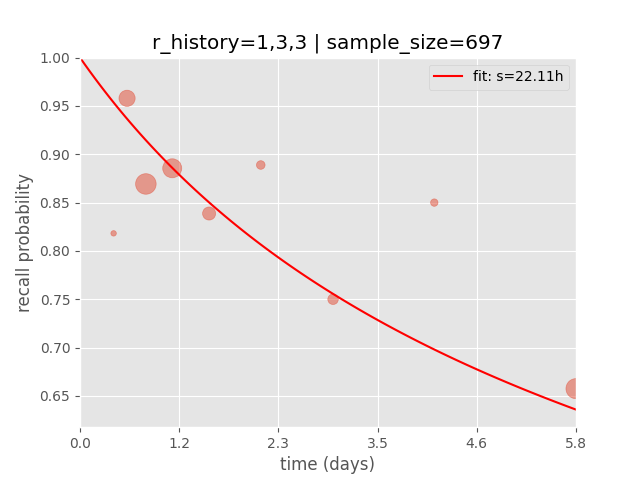 r_history=1,3,3 | sample_size=697
fit: s=22.11h
1.00
0.95
0.90
0.85
0.80
0.75
0.70
0.65
recall probability
0.0 1.2 2.3 3.5 4.6 5.8
time (days)